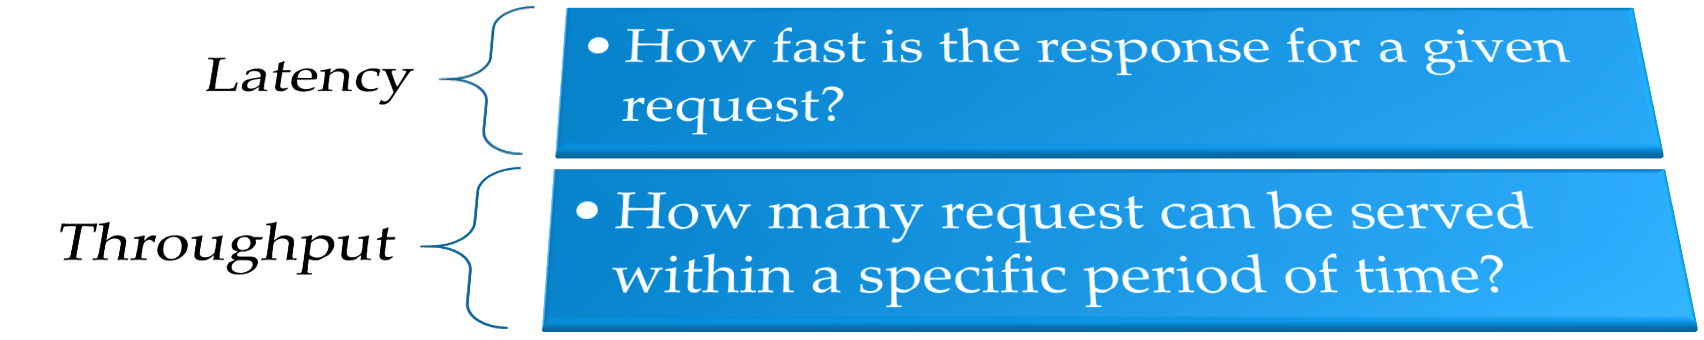 Latency
• How fast is the response for a given
request?
Throughput
• How many request can be served
within a specific period of time?